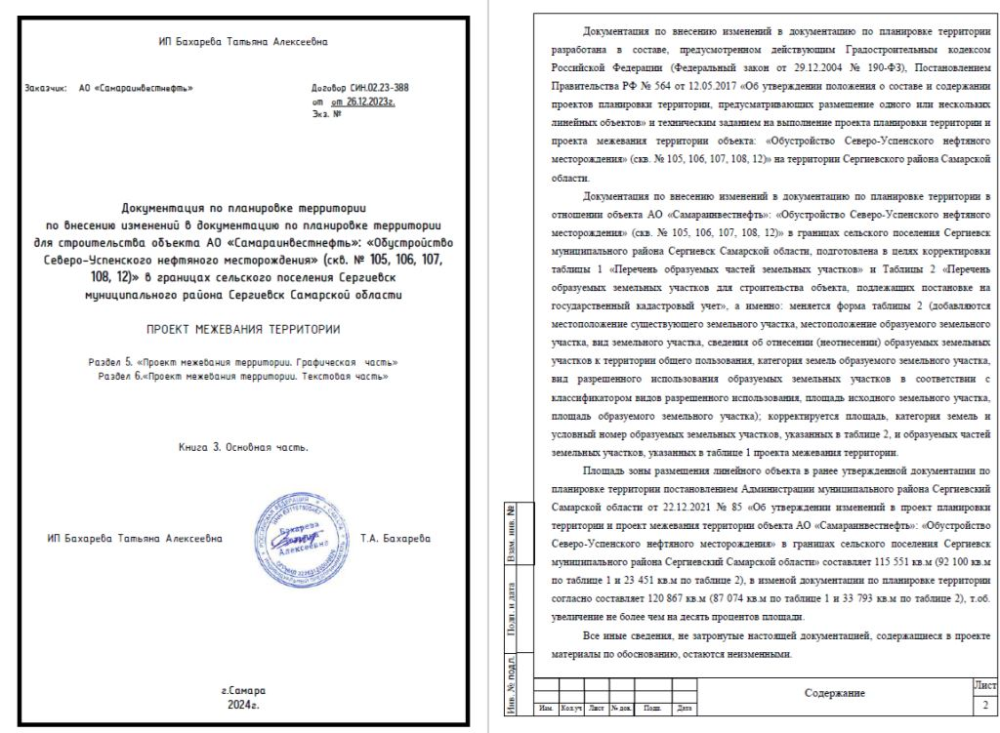 ИП Бахарева Татьяна Алексеевна
Заказчик: АО «Самараинвестнефть»
Договор СИН.02.23-388
от от 26.12.2023г.
Экз. №
Документация по планировке территории
по внесению изменений в документацию по планировке территории
для строительства объекта АО «Самараинвестнефть»: «Обустройство
Северо-Успенского нефтяного месторождения» (скв. № 105, 106, 107,
108, 12)» в границах сельского поселения Сергиевск
муниципального района Сергиевск Самарской области
ПРОЕКТ МЕЖЕВАНИЯ ТЕРРИТОРИИ
Раздел 5. «Проект межевания территории. Графическая часть»
Раздел 6.«Проект межевания территории. Текстовая часть»
Книга 3. Основная часть.
ИП Бахарева Татьяна Алексеевна
РОССИЙСКАЯ ФЕДЕРАЦИЯ
Бахарева
Алексеевна
Т.А. Бахарева
г.Самара
2024г.
Документация по внесению изменений в документацию по планировке территории
разработана в составе, предусмотренном действующим Градостроительным кодексом
Российской Федерации (Федеральный закон от 29.12.2004 № 190-ФЗ), Постановлением
Правительства РФ № 564 от 12.05.2017 «Об утверждении положения о составе и содержании
проектов планировки территории, предусматривающих размещение одного или нескольких
линейных объектов» и техническим заданием на выполнение проекта планировки территории и
проекта межевания территории объекта: «Обустройство Северо-Успенского нефтяного
месторождения» (скв. № 105, 106, 107, 108, 12)» на территории Сергиевского района Самарской
области.
Документация по внесению изменений в документацию по планировке территории в
отношении объекта АО «Самараинвестнефть»: «Обустройство Северо-Успенского нефтяного
месторождения» (скв. № 105, 106, 107, 108, 12)» в границах сельского поселения Сергиевск
муниципального района Сергиевск Самарской области, подготовлена в целях корректировки
таблицы 1 «Перечень образуемых частей земельных участков» и Таблицы 2 «Перечень
образуемых земельных участков для строительства объекта, подлежащих постановке на
государственный кадастровый учет», а именно: меняется форма таблицы 2 (добавляются
местоположение существующего земельного участка, местоположение образуемого земельного
участка, вид земельного участка, сведения об отнесении (неотнесении) образуемых земельных
участков к территории общего пользования, категория земель образуемого земельного участка,
вид разрешенного использования образуемых земельных участков в соответствии с
классификатором видов разрешенного использования, площадь исходного земельного участка,
площадь образуемого земельного участка); корректируется площадь, категория земель и
условный номер образуемых земельных участков, указанных в таблице 2, и образуемых частей
земельных участков, указанных в таблице 1 проекта межевания территории.
Площадь зоны размещения линейного объекта в ранее утвержденной документации по
планировке территории постановлением Администрации муниципального района Сергиевский
Самарской области от 22.12.2021 № 85 «Об утверждении изменений в проект планировки
территории и проект межевания территории объекта АО «Самараинвестнефть»: «Обустройство
Северо-Успенского нефтяного месторождения» в границах сельского поселения Сергиевск
муниципального района Сергиевский Самарской области» составляет 115 551 кв.м (92 100 кв.м
по таблице 1 и 23 451 кв.м по таблице 2), в изменой документации по планировке территории
согласно составляет 120 867 кв.м (87 074 кв.м по таблице 1 и 33 793 кв.м по таблице 2), т.об.
увеличение не более чем на десять процентов площади.
Все иные сведения, не затронутые настоящей документацией, содержащиеся в проекте
материалы по обоснованию, остаются неизменными.
Взам. инв. №
Подп. и дата
Инв. № подл.
Изм. Кол.уч Лист № док. Подп. Дата
Содержание
Лист
2